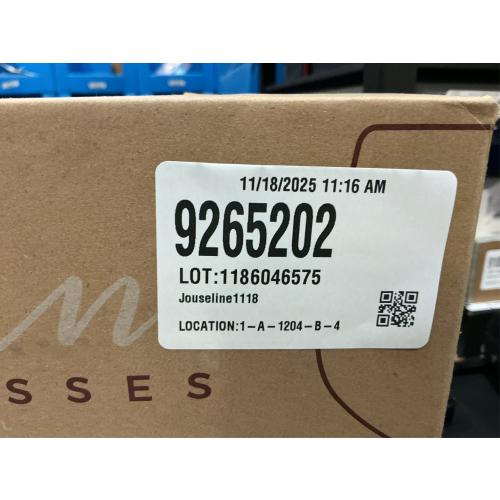 11/18/2025 11:16 AM
9265202
LOT:1186046575
Jouseline1118
LOCATION:1-A-1204-B-4
m
SSES